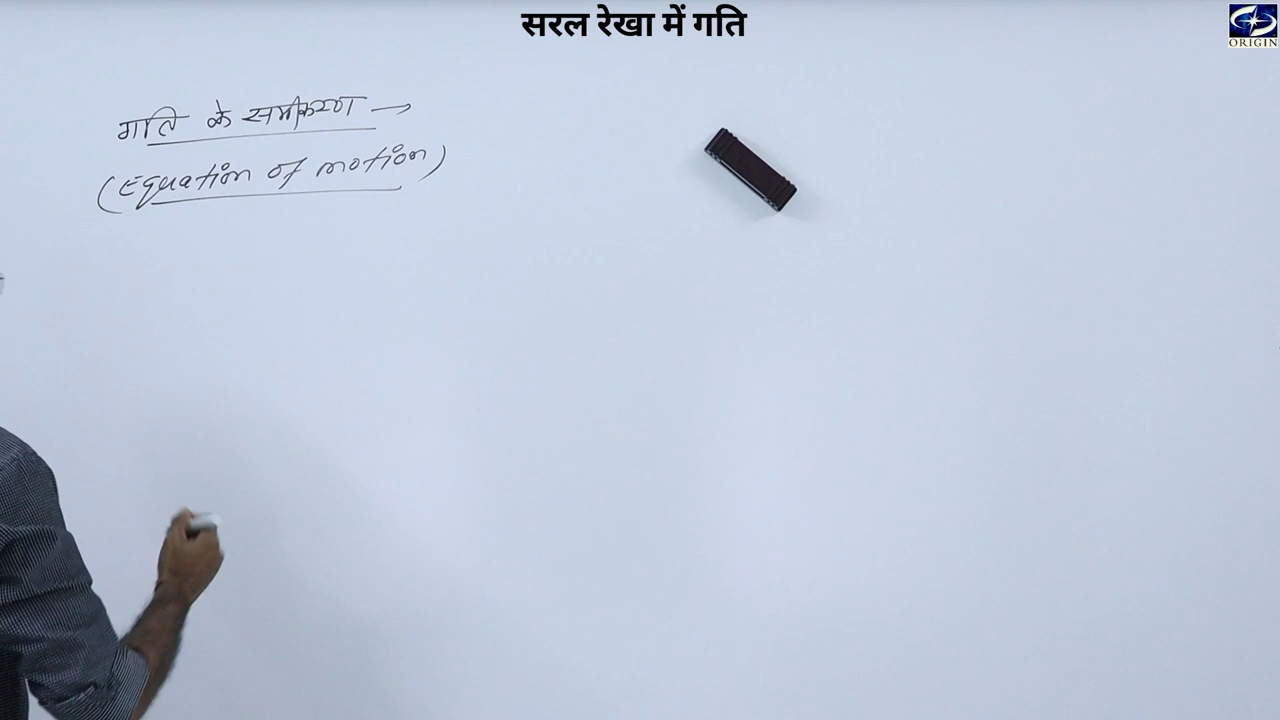 सरल रेखा में गति
ORIGIN
गति के समीकरण →
(Equation of motion)